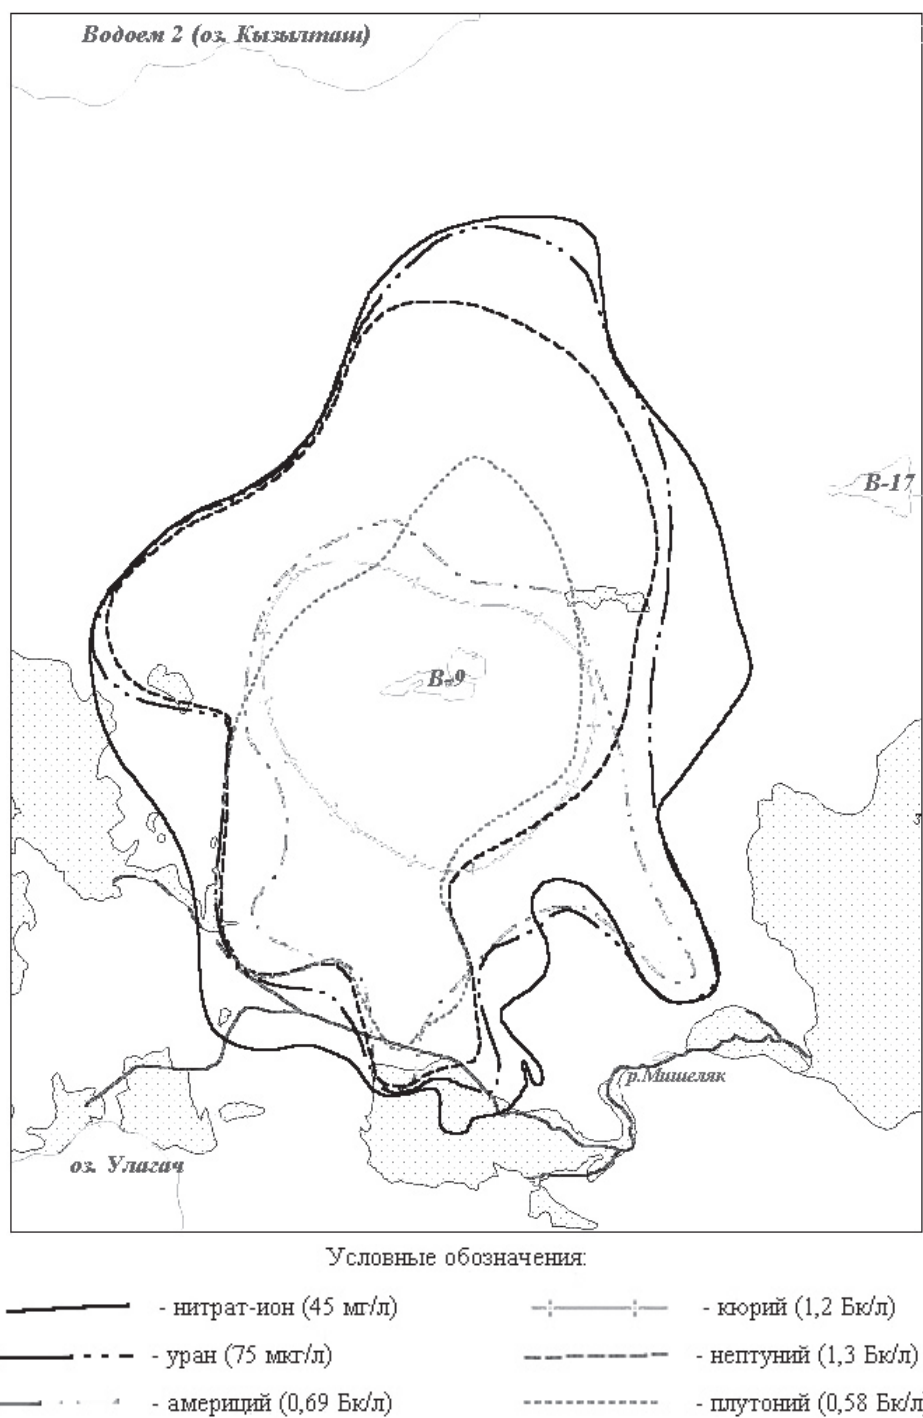 Водоем 2 (оз. Кызылташ)
В-17
В-9
р.Мишеляк
оз. Улагач
Условные обозначения:
- нитрат-ион (45 мг/л)
- кюрий (1,2 Бк/л)
- уран (75 мкг/л)
- нептуний (1,3 Бк/л)
- америций (0,69 Бк/л)
- плутоний (0,58 Бк/л